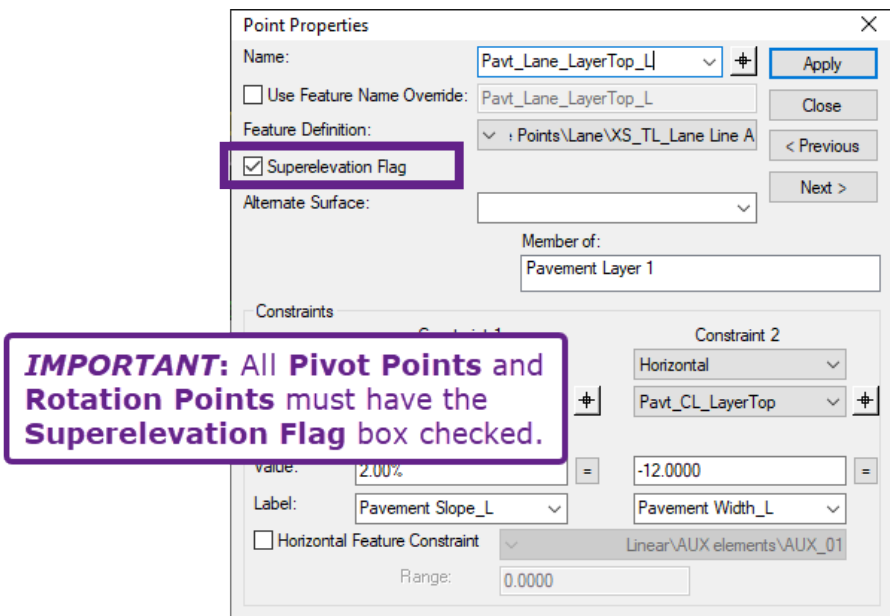 Point Properties
Name:
Pavt_Lane_LayerTop_L
Apply
Use Feature Name Override:
Pavt_Lane_LayerTop_L
Close
Feature Definition:
: Points\Lane\XS_TL_Lane Line A
< Previous
Superelevation Flag
Next >
Alternate Surface:
Member of:
Pavement Layer 1
Constraints
Constraint 2
Horizontal
IMPORTANT: All Pivot Points and
Rotation Points must have the
Superelevation Flag box checked.
Pavt_CL_LayerTop
Value:
2.00%
=
-12.0000
=
Label:
Pavement Slope_L
Pavement Width_L
Horizontal Feature Constraint
Linear\AUX elements\AUX_01
Range:
0.0000